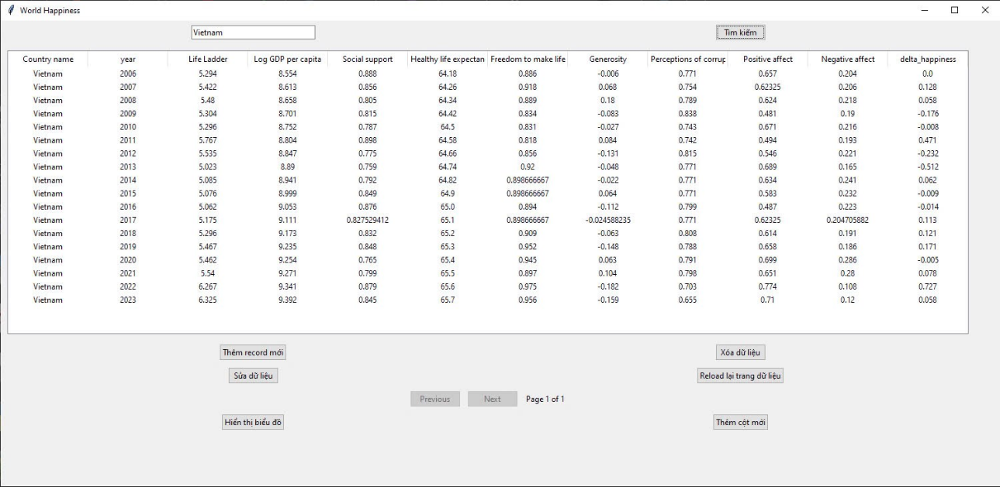 World Happiness
Vietnam Tìm kiếm
Country name year Life Ladder Log GDP per capita Social support Healthy life expectan Freedom to make life Generosity Perceptions of corrup Positive affect Negative affect delta_happiness
Vietnam 2006 5.294 8.554 0.888 64.18 0.886 -0.006 0.771 0.657 0.204 0.0
Vietnam 2007 5.422 8.613 0.856 64.26 0.918 0.068 0.754 0.62325 0.206 0.128
Vietnam 2008 5.48 8.658 0.805 64.34 0.889 0.18 0.789 0.624 0.218 0.058
Vietnam 2009 5.304 8.701 0.815 64.42 0.834 -0.083 0.838 0.481 0.19 -0.176
Vietnam 2010 5.296 8.752 0.787 64.5 0.831 -0.027 0.743 0.671 0.216 -0.008
Vietnam 2011 5.767 8.804 0.898 64.58 0.818 0.084 0.742 0.494 0.193 0.471
Vietnam 2012 5.535 8.847 0.775 64.66 0.856 -0.131 0.815 0.546 0.221 -0.232
Vietnam 2013 5.023 8.89 0.759 64.74 0.92 -0.048 0.771 0.689 0.165 -0.512
Vietnam 2014 5.085 8.941 0.792 64.82 0.898666667 -0.022 0.771 0.634 0.241 0.062
Vietnam 2015 5.076 8.999 0.849 64.9 0.898666667 0.064 0.771 0.583 0.232 -0.009
Vietnam 2016 5.062 9.053 0.876 65.0 0.894 -0.112 0.799 0.487 0.223 -0.014
Vietnam 2017 5.175 9.111 0.827529412 65.1 0.898666667 -0.024588235 0.771 0.62325 0.204705882 0.113
Vietnam 2018 5.296 9.173 0.832 65.2 0.909 -0.063 0.808 0.614 0.191 0.121
Vietnam 2019 5.467 9.235 0.848 65.3 0.952 -0.148 0.788 0.658 0.186 0.171
Vietnam 2020 5.462 9.254 0.765 65.4 0.945 0.063 0.791 0.699 0.286 -0.005
Vietnam 2021 5.54 9.271 0.799 65.5 0.897 0.104 0.798 0.651 0.28 0.078
Vietnam 2022 6.267 9.341 0.879 65.6 0.975 -0.182 0.703 0.774 0.108 0.727
Vietnam 2023 6.325 9.392 0.845 65.7 0.956 -0.159 0.655 0.71 0.12 0.058
Thêm record mới Xóa dữ liệu
Sửa dữ liệu Reload lại trang dữ liệu
Previous Next Page 1 of 1
Hiển thị biểu đồ Thêm cột mới